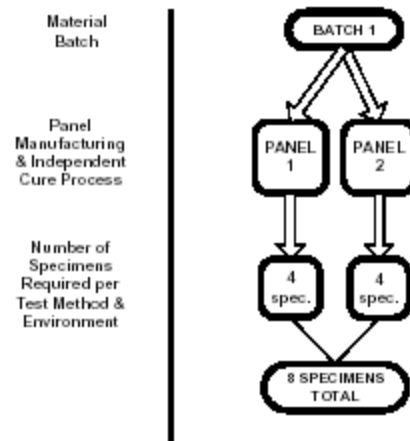 Material
Batch
BATCH 1
Panel
Manufacturing
& Independent
Cure Process
PANEL
1
PANEL
2
Number of
Specimens
Required per
Test Method &
Environment
4
spec.
4
spec.
8 SPECIMENS
TOTAL